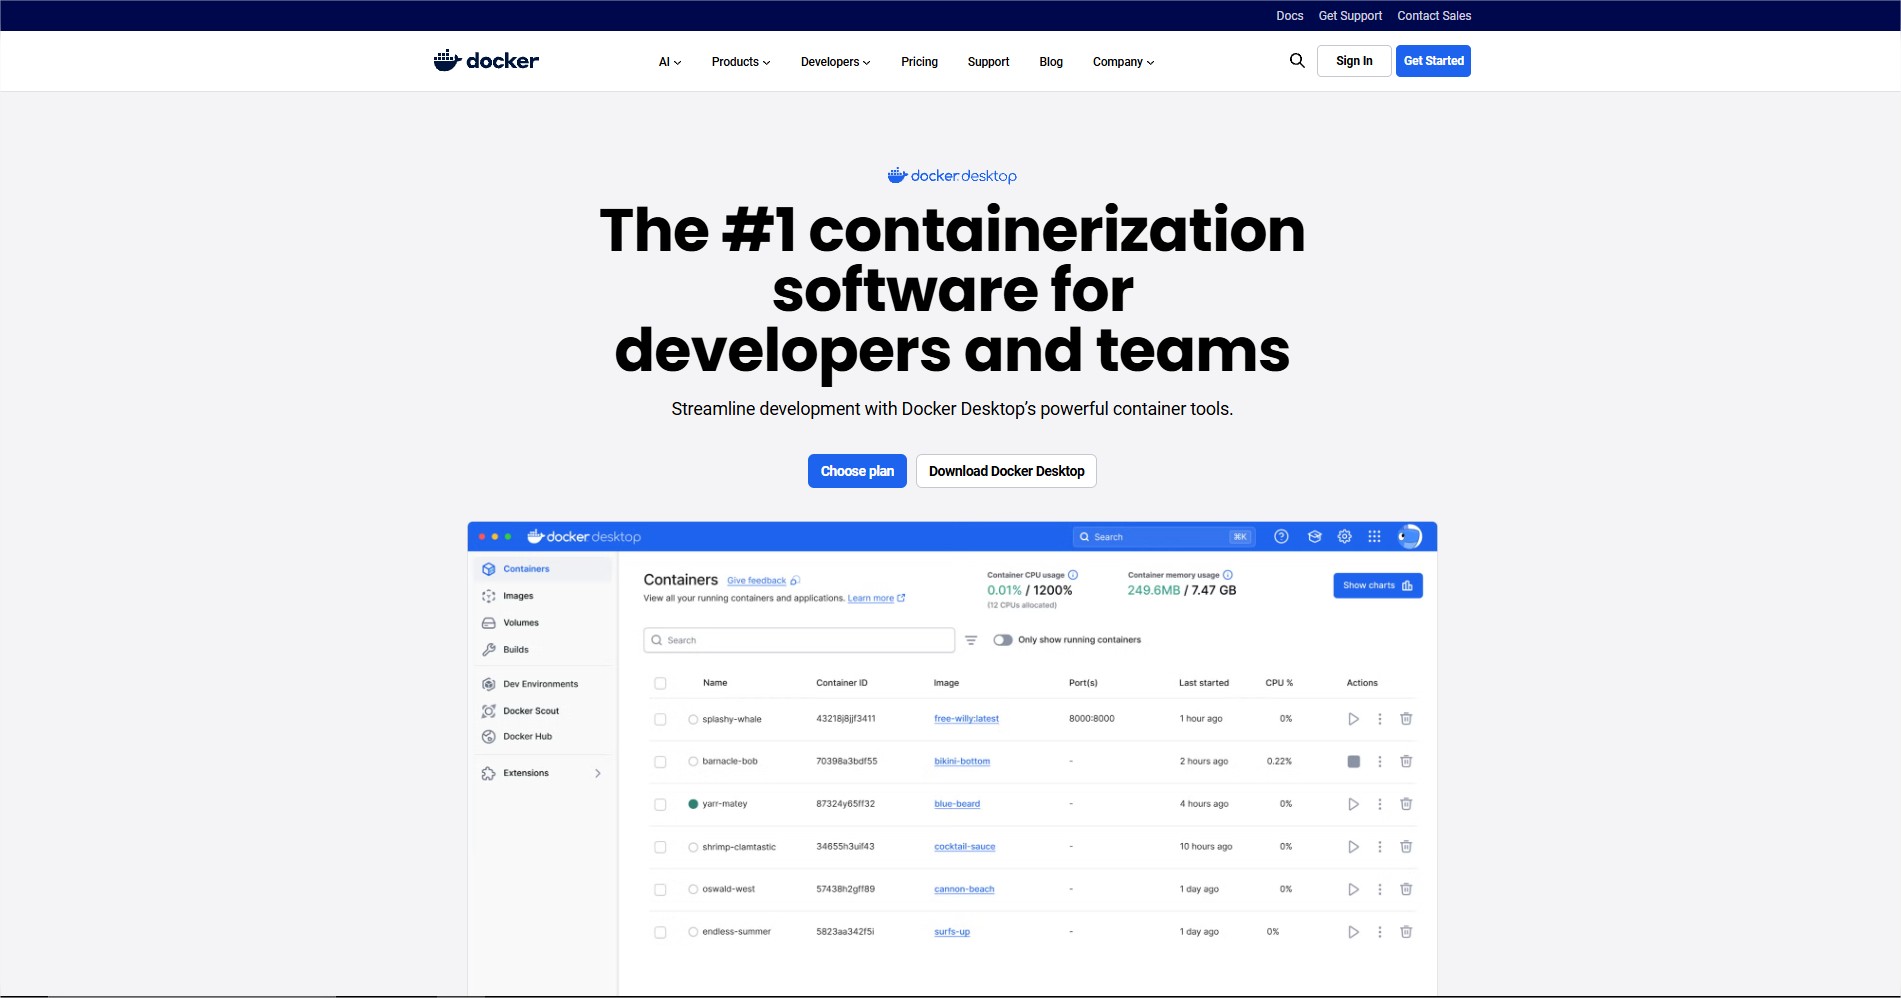 Docs Get Support Contact Sales
docker AI Products Developers Pricing Support Blog Company Sign In Get Started
docker desktop
The #1 containerization
software for
developers and teams
Streamline development with Docker Desktop’s powerful container tools.
Choose plan Download Docker Desktop
docker desktop Search ⌘K
Containers
Images
Volumes
Builds
Dev Environments
Docker Scout
Docker Hub
Extensions
Containers Give feedback
View all your running containers and applications. Learn more
Container CPU usage
0.01% / 1200%
(12 CPUs allocated)
Container memory usage
249.6MB / 7.47 GB
Show charts
Search Only show running containers
Name Container ID Image Port(s) Last started CPU % Actions
splashy-whale 43218j8jjf3411 free-willy:latest 8000:8000 1 hour ago 0%
barnacle-bob 70398a3bdf55 bikini-bottom - 2 hours ago 0.22%
yarr-matey 87324y65ff32 blue-beard - 4 hours ago 0%
shrimp-clamtastic 34655h3uif43 cocktail-sauce - 10 hours ago 0%
oswald-west 57438h2gff89 cannon-beach - 1 day ago 0%
endless-summer 5823aa342f5i surfs-up - 1 day ago 0%